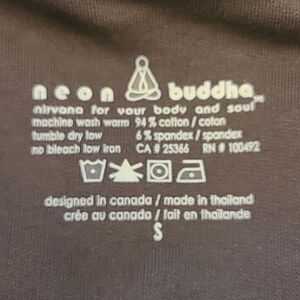 neon buddha TM
nirvana for your body and soul
machine wash warm 94 % cotton / coton
tumble dry low 6 % spandex / spandex
no bleach low iron CA # 25366 RN # 100492
designed in canada / made in thailand
crée au canada / fait en thaïlande
S